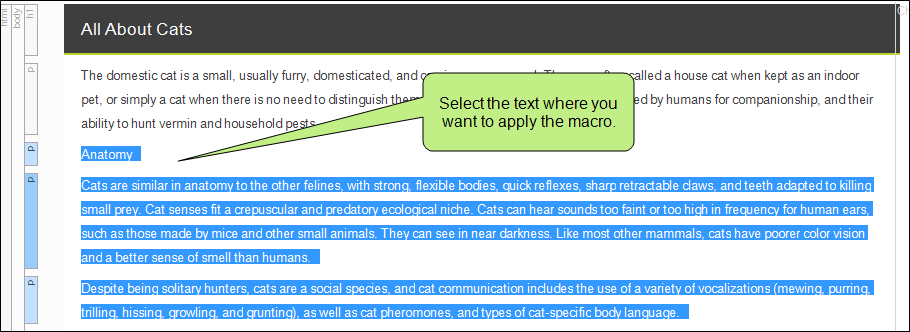 html
body
h1
All About Cats
p
The domestic cat is a small, usually furry, domesticated, and called a house cat when kept as an indoor
pet, or simply a cat when there is no need to distinguish by humans for companionship, and their
ability to hunt vermin and household pests.
Select the text where you
want to apply the macro.
p
Anatomy
p
Cats are similar in anatomy to the other felines, with strong, flexible bodies, quick reflexes, sharp retractable claws, and teeth adapted to killing
small prey. Cat senses fit a crepuscular and predatory ecological niche. Cats can hear sounds too faint or too high in frequency for human ears,
such as those made by mice and other small animals. They can see in near darkness. Like most other mammals, cats have poorer color vision
and a better sense of smell than humans.
p
Despite being solitary hunters, cats are a social species, and cat communication includes the use of a variety of vocalizations (mewing, purring,
trilling, hissing, growling, and grunting), as well as cat pheromones, and types of cat-specific body language.